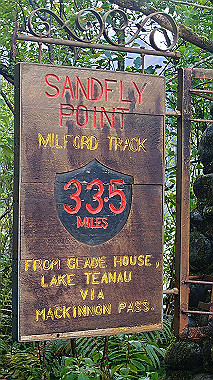 SANDFLY
POINT
MILFORD TRACK
33.5
MILES
FROM GLADE HOUSE,
LAKE TEANAU
VIA
MACKINNON PASS.